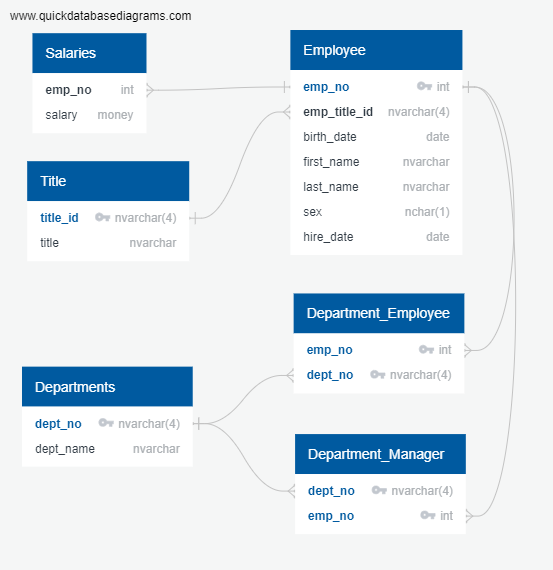 www.quickdatabasediagrams.com
Salaries
emp_no int
salary money
Employee
emp_no int
emp_title_id nvarchar(4)
birth_date date
first_name nvarchar
last_name nvarchar
sex nchar(1)
hire_date date
Title
title_id nvarchar(4)
title nvarchar
Department_Employee
emp_no int
dept_no nvarchar(4)
Departments
dept_no nvarchar(4)
dept_name nvarchar
Department_Manager
dept_no nvarchar(4)
emp_no int